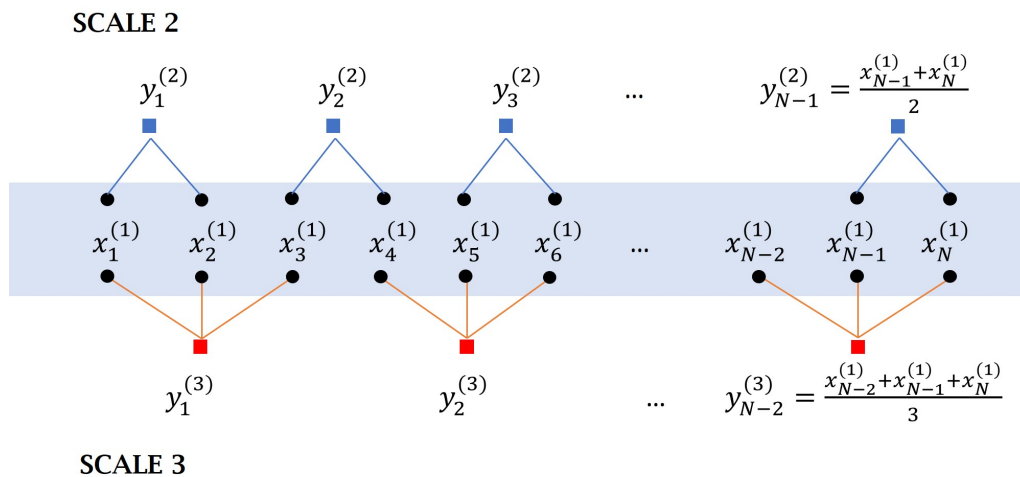 SCALE 2
y_1^{(2)} y_2^{(2)} y_3^{(2)} ... y_{N-1}^{(2)} = \frac{x_{N-1}^{(1)}+x_N^{(1)}}{2}
x_1^{(1)} x_2^{(1)} x_3^{(1)} x_4^{(1)} x_5^{(1)} x_6^{(1)} ... x_{N-2}^{(1)} x_{N-1}^{(1)} x_N^{(1)}
y_1^{(3)} y_2^{(3)} ... y_{N-2}^{(3)} = \frac{x_{N-2}^{(1)}+x_{N-1}^{(1)}+x_N^{(1)}}{3}
SCALE 3